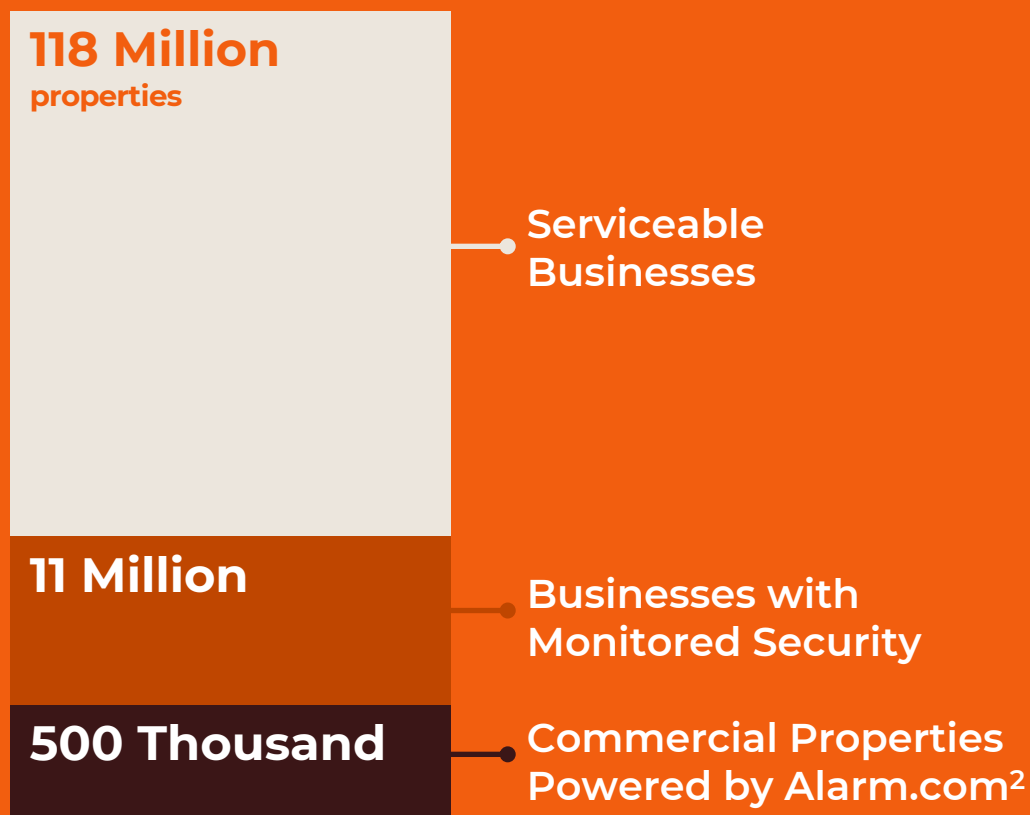 118 Million
properties
Serviceable
Businesses
11 Million
Businesses with
Monitored Security
500 Thousand
Commercial Properties
Powered by Alarm.com²